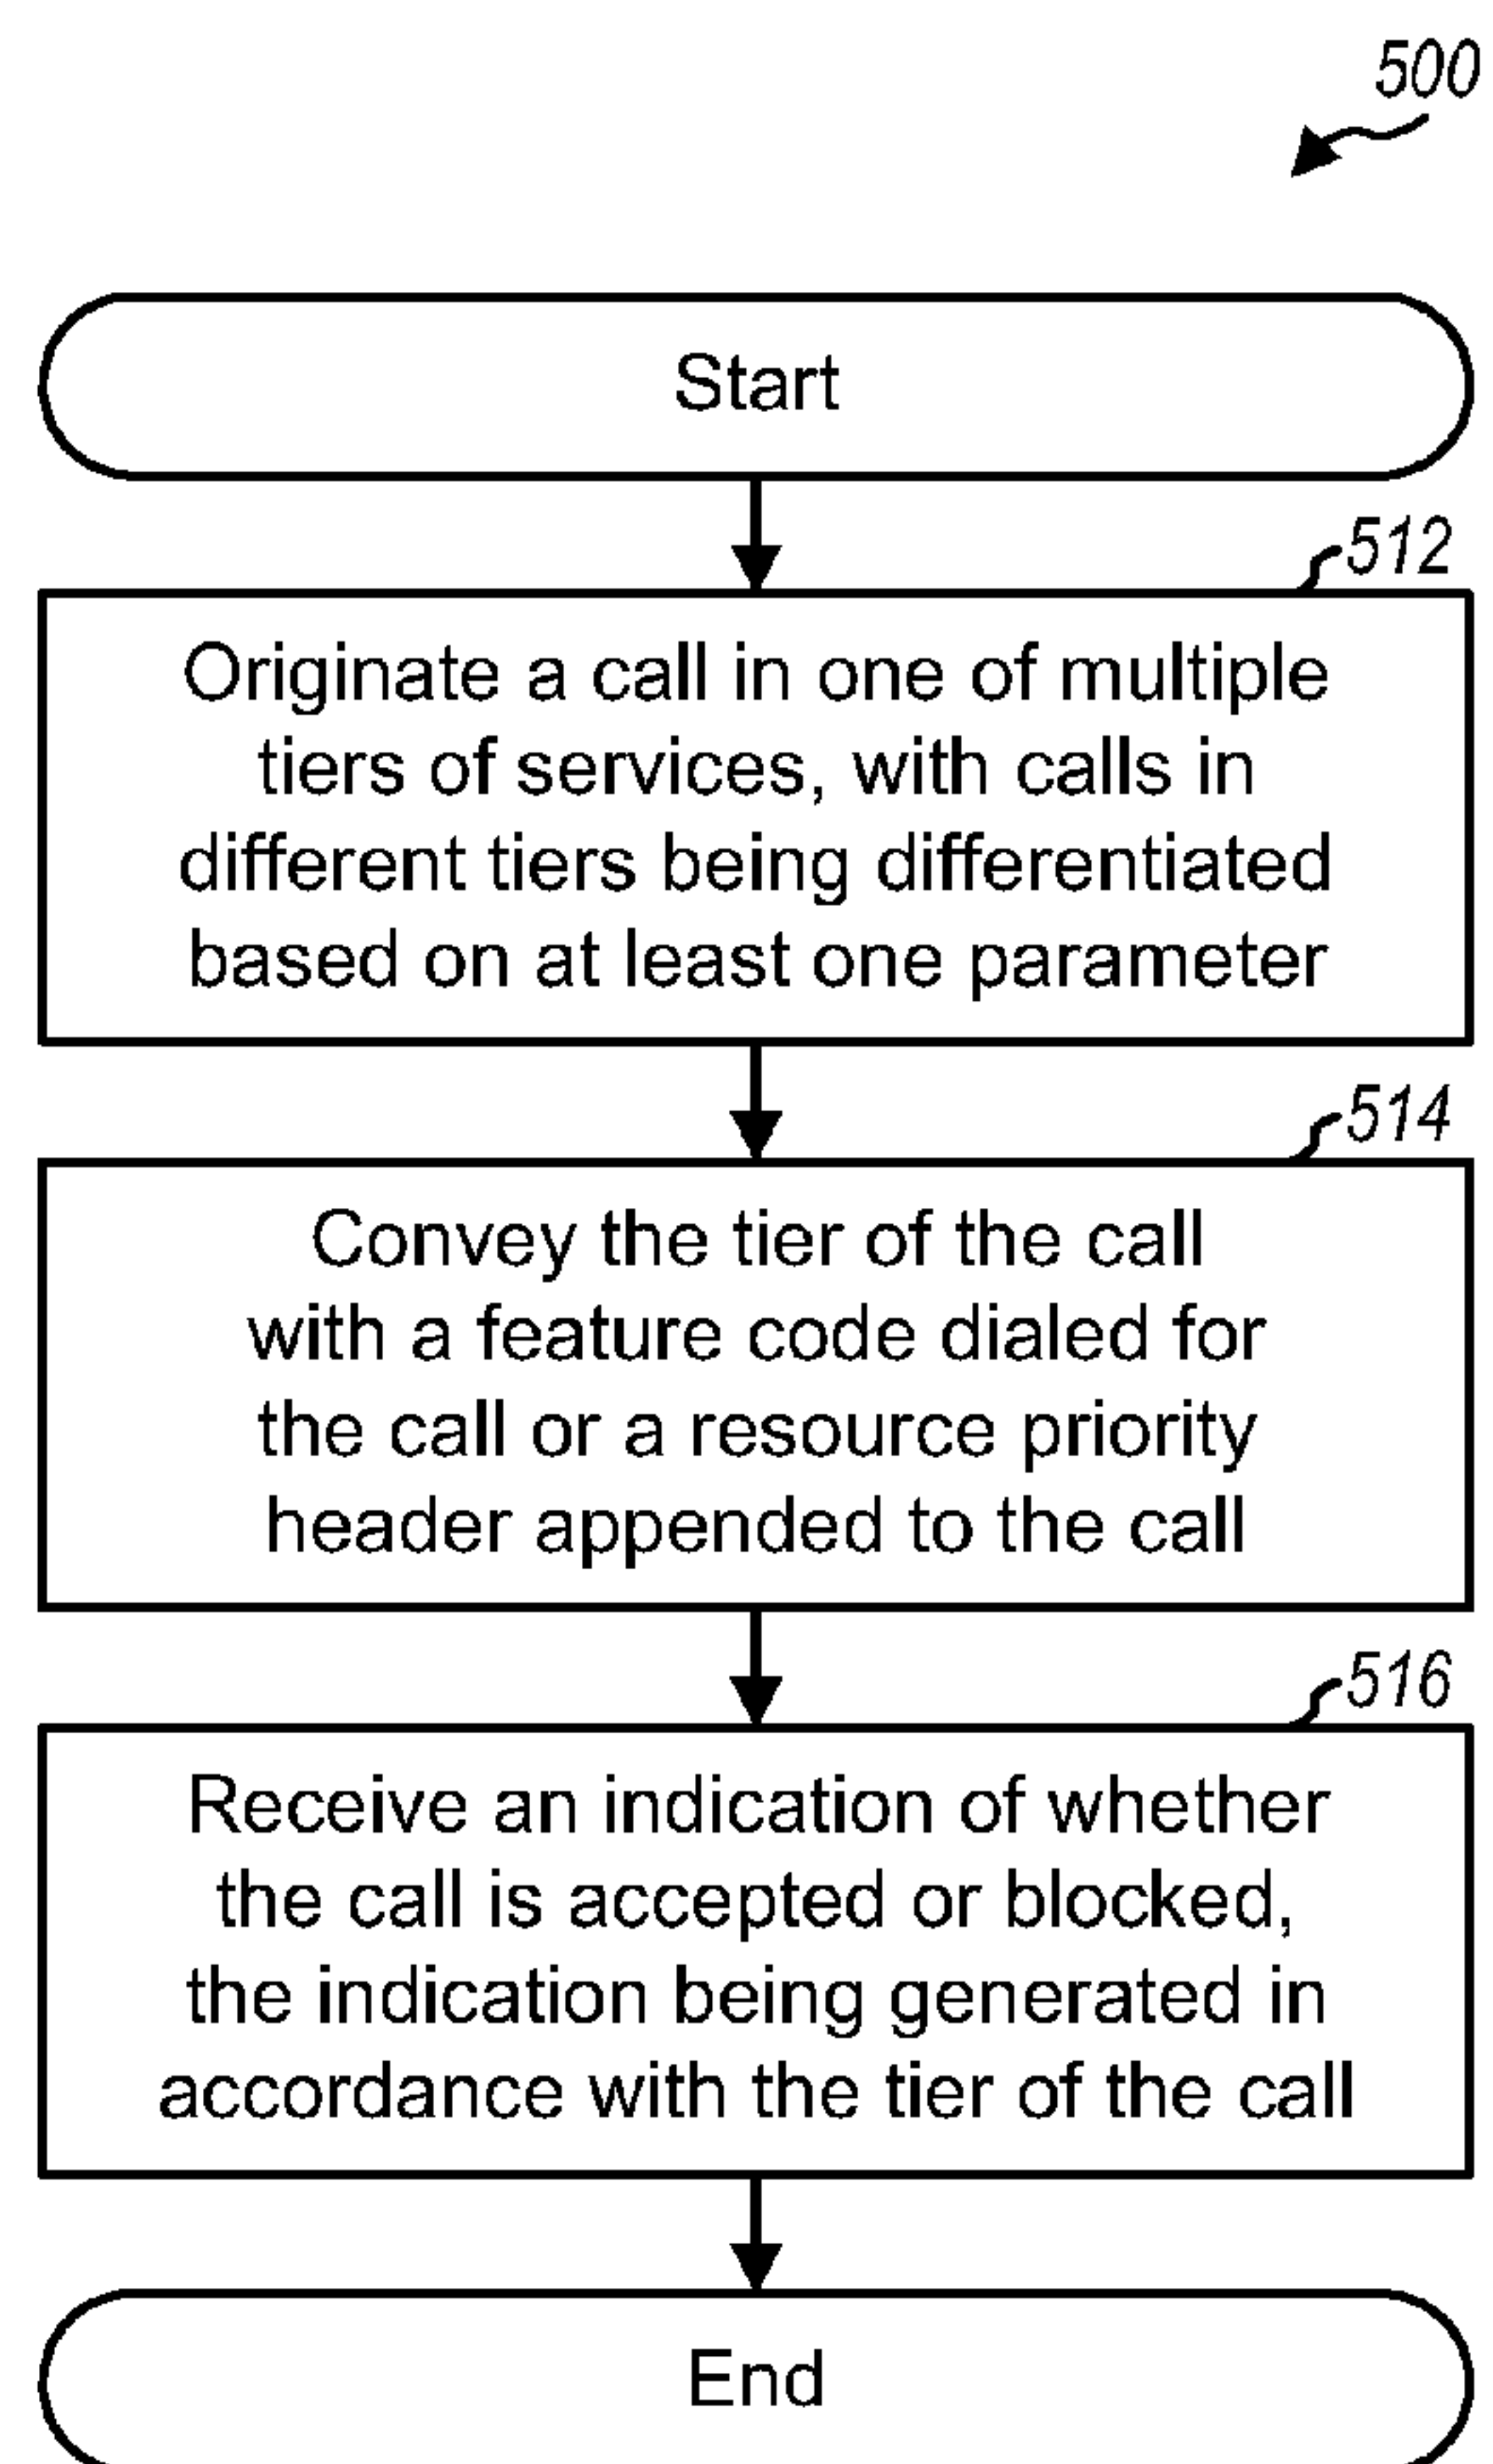 500
Start
512
Originate a call in one of multiple
tiers of services, with calls in
different tiers being differentiated
based on at least one parameter
514
Convey the tier of the call
with a feature code dialed for
the call or a resource priority
header appended to the call
516
Receive an indication of whether
the call is accepted or blocked,
the indication being generated in
accordance with the tier of the call
End